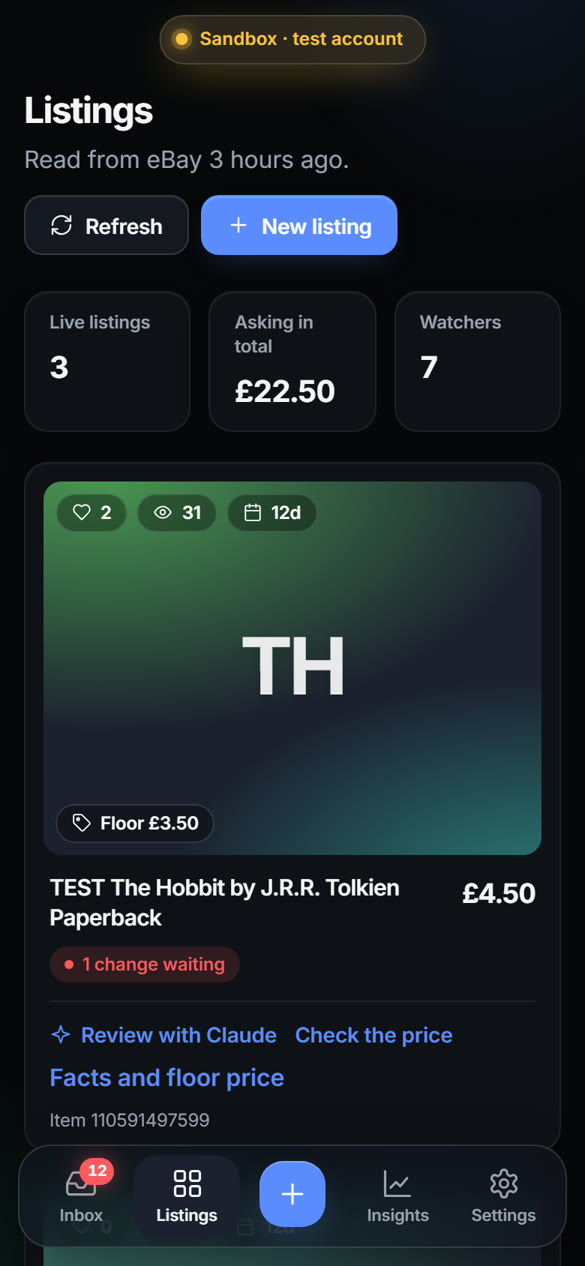 Sandbox · test account
Listings
Read from eBay 3 hours ago.
Refresh
New listing
Live listings
3
Asking in
total
£22.50
Watchers
7
2
31
12d
TH
Floor £3.50
TEST The Hobbit by J.R.R. Tolkien
Paperback
£4.50
1 change waiting
Review with Claude
Check the price
Facts and floor price
Item 110591497599
12
Inbox
Listings
Insights
Settings
0
12d